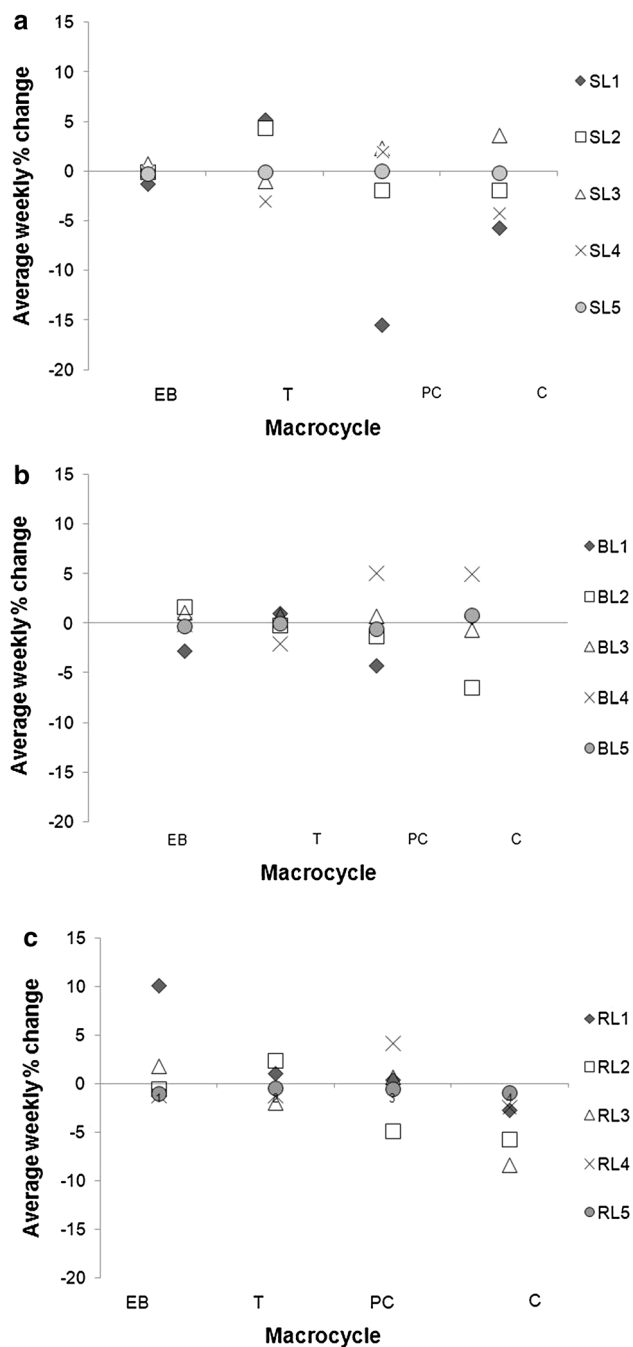 a
Average weekly % change
15
10
5
0
-5
-10
-15
-20
EB
T
PC
C
Macrocycle
SL1
SL2
SL3
SL4
SL5
b
Average weekly % change
15
10
5
0
-5
-10
-15
-20
EB
T
PC
C
Macrocycle
BL1
BL2
BL3
BL4
BL5
c
Average weekly % change
15
10
5
0
-5
-10
-15
-20
1
3
4
EB
T
PC
C
Macrocycle
RL1
RL2
RL3
RL4
RL5